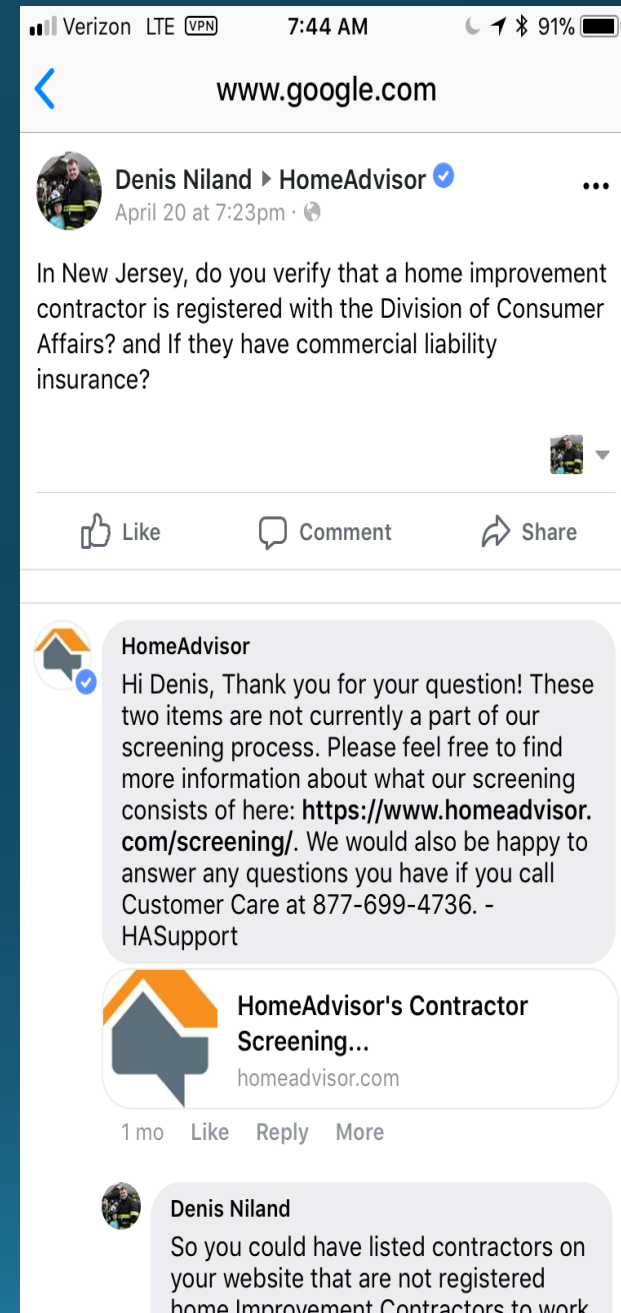 Verizon LTE VPN 7:44 AM 91%
www.google.com
Denis Niland HomeAdvisor
April 20 at 7:23pm ·
In New Jersey, do you verify that a home improvement
contractor is registered with the Division of Consumer
Affairs? and If they have commercial liability
insurance?
Like Comment Share
HomeAdvisor
Hi Denis, Thank you for your question! These
two items are not currently a part of our
screening process. Please feel free to find
more information about what our screening
consists of here: https://www.homeadvisor.
com/screening/. We would also be happy to
answer any questions you have if you call
Customer Care at 877-699-4736. -
HASupport
HomeAdvisor's Contractor
Screening...
homeadvisor.com
1 mo Like Reply More
Denis Niland
So you could have listed contractors on
your website that are not registered
home Improvement Contractors to work